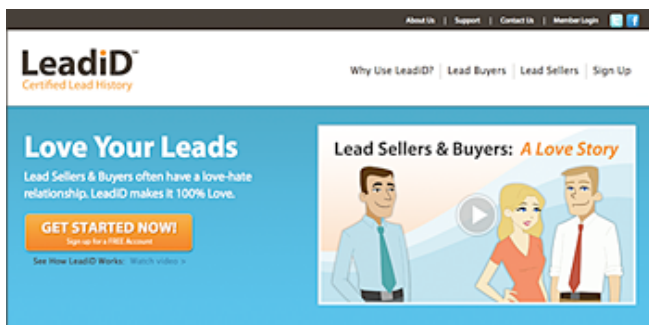 About Us | Support | Contact Us | Member Login
LeadiD™
Certified Lead History
Why Use LeadiD? | Lead Buyers | Lead Sellers | Sign Up
Love Your Leads
Lead Sellers & Buyers often have a love-hate
relationship. LeadiD makes it 100% Love.
GET STARTED NOW!
Sign up for a FREE Account
See How LeadiD Works: Watch video »
Lead Sellers & Buyers: A Love Story